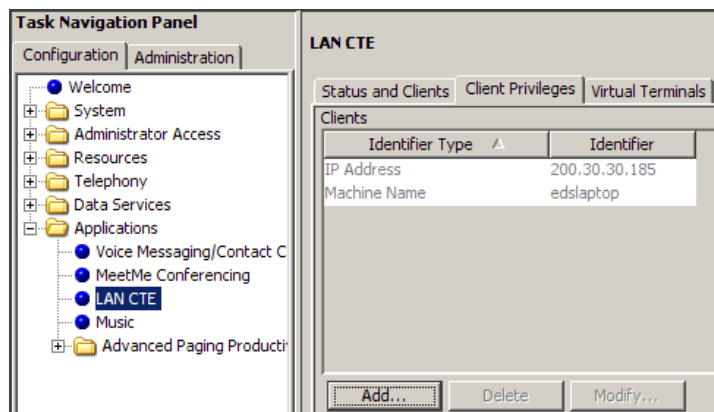 Task Navigation Panel
Configuration Administration
Welcome
System
Administrator Access
Resources
Telephony
Data Services
Applications
Voice Messaging/Contact C
MeetMe Conferencing
LAN CTE
Music
Advanced Paging Producti
LAN CTE
Status and Clients Client Privileges Virtual Terminals
Clients
Identifier Type Identifier
IP Address 200.30.30.185
Machine Name edslaptop
Add... Delete Modify...